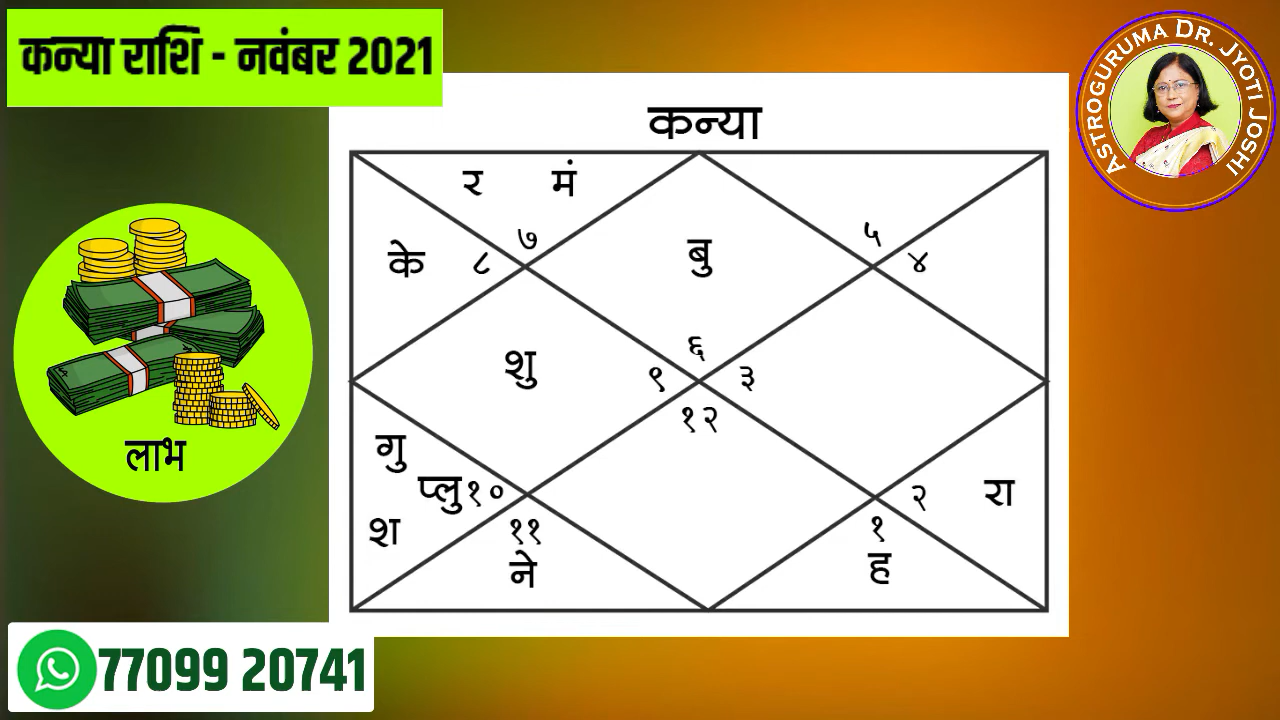 कन्या राशि - नवंबर 2021
ASTROGURUMA DR. JYOTI JOSHI
कन्या
र मं
७
बु
५
के ८
४
६
शु ९ ३
१२
गु
प्लु १०
२ रा
श
११
१
ने
ह
लाभ
77099 20741